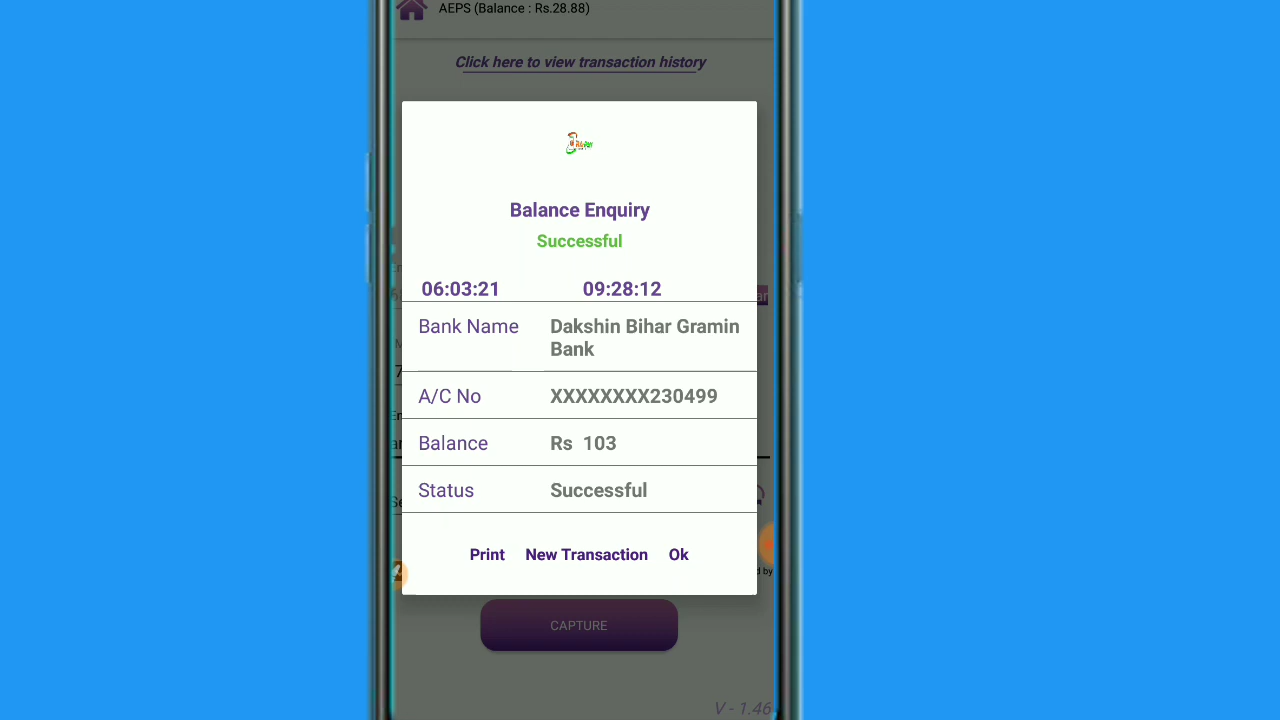 AEPS (Balance : Rs.28.88)
Click here to view transaction history
Balance Enquiry
Successful
06:03:21 09:28:12
Bank Name Dakshin Bihar Gramin
Bank
A/C No XXXXXXXX230499
Balance Rs 103
Status Successful
Print New Transaction Ok
d by
CAPTURE
V - 1.46